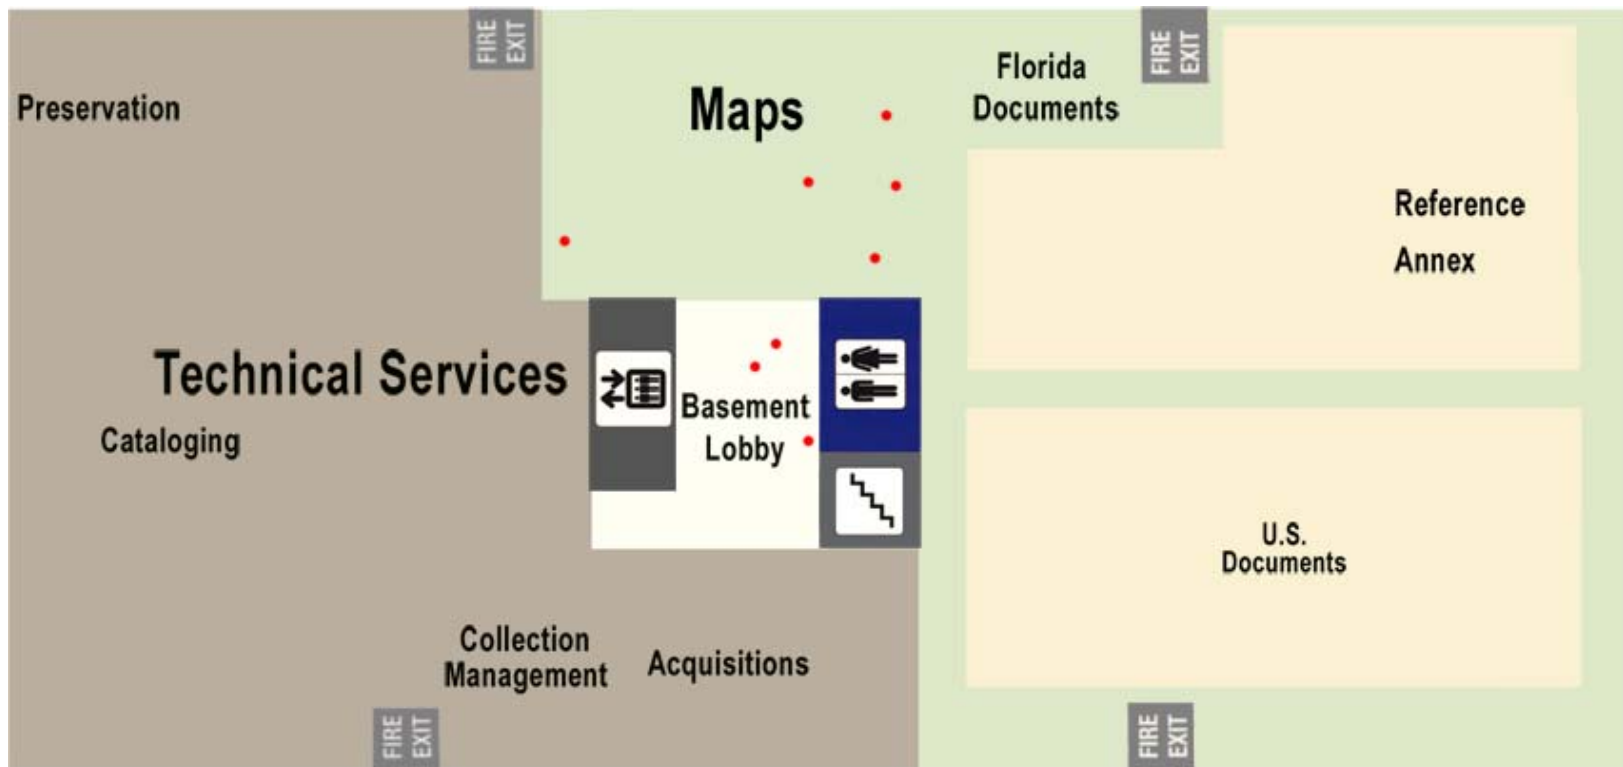 FIRE
EXIT
FIRE
EXIT
Florida
Documents
Maps
Preservation
Reference
Annex
Technical Services
Basement
Lobby
Cataloging
U.S.
Documents
Collection
Management
Acquisitions
FIRE
EXIT
FIRE
EXIT